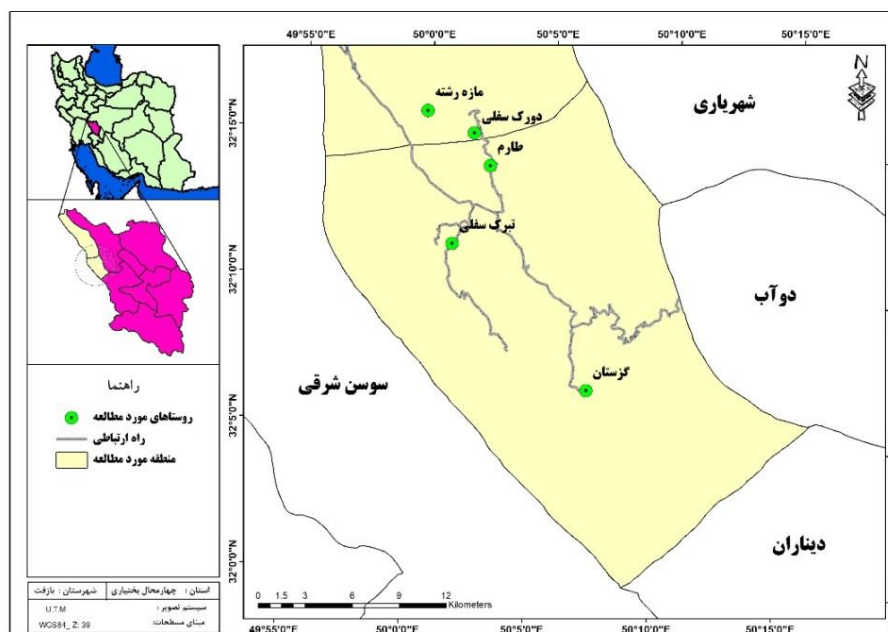 49°55'0"E 50°0'0"E 50°5'0"E 50°10'0"E 50°15'0"E
N
32°15'0"N
32°10'0"N
32°5'0"N
32°0'0"N
مازه رشته
دورک سفلی
طارم
شهریاری
تبرک سفلی
دوآب
گزستان
سوسن شرقی
دیناران
راهنما
روستاهای مورد مطالعه
راه ارتباطی
منطقه مورد مطالعه
استان : چهارمحال بختیاری شهرستان : بازفت
سیستم تصویر : U.T.M
مبنای مسطحات: WGS84_ Z: 39
0 1.5 3 6 9 12
Kilometers
49°55'0"E 50°0'0"E 50°5'0"E 50°10'0"E 50°15'0"E